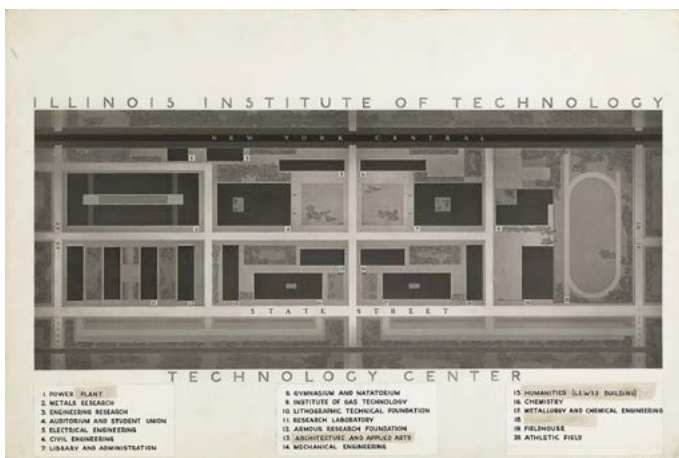 ILLINOIS INSTITUTE OF TECHNOLOGY
NEW YORK CENTRAL
STATE STREET
TECHNOLOGY CENTER
1. POWER PLANT
2. METALS RESEARCH
3. ENGINEERING RESEARCH
4. AUDITORIUM AND STUDENT UNION
5. ELECTRICAL ENGINEERING
6. CIVIL ENGINEERING
7. LIBRARY AND ADMINISTRATION
8. GYMNASIUM AND NATATORIUM
9. INSTITUTE OF GAS TECHNOLOGY
10. LITHOGRAPHIC TECHNICAL FOUNDATION
11. RESEARCH LABORATORY
12. ARMOUR RESEARCH FOUNDATION
13. ARCHITECTURE AND APPLIED ARTS
14. MECHANICAL ENGINEERING
15. HUMANITIES (LEWIS BUILDING)
16. CHEMISTRY
17. METALLURGY AND CHEMICAL ENGINEERING
18.
19. FIELDHOUSE
20. ATHLETIC FIELD